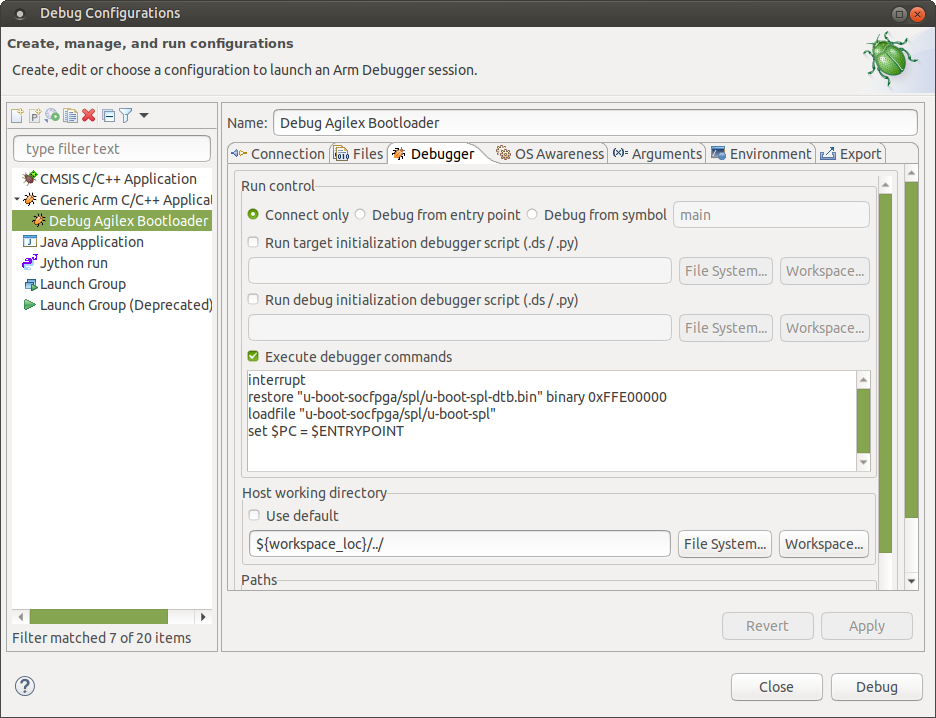 Debug Configurations
Create, manage, and run configurations
Create, edit or choose a configuration to launch an Arm Debugger session.
type filter text
CMSIS C/C++ Application
Generic Arm C/C++ Applica
Debug Agilex Bootloader
Java Application
Jython run
Launch Group
Launch Group (Deprecated)
Filter matched 7 of 20 items
Name: Debug Agilex Bootloader
Connection Files Debugger OS Awareness Arguments Environment Export
Run control
Connect only Debug from entry point Debug from symbol main
Run target initialization debugger script (.ds / .py)
File System... Workspace...
Run debug initialization debugger script (.ds / .py)
File System... Workspace...
Execute debugger commands
interrupt
restore "u-boot-socfpga/spl/u-boot-spl-dtb.bin" binary 0xFFE00000
loadfile "u-boot-socfpga/spl/u-boot-spl"
set $PC = $ENTRYPOINT
Host working directory
Use default
${workspace_loc}/../ File System... Workspace...
Paths
Revert Apply
? Close Debug